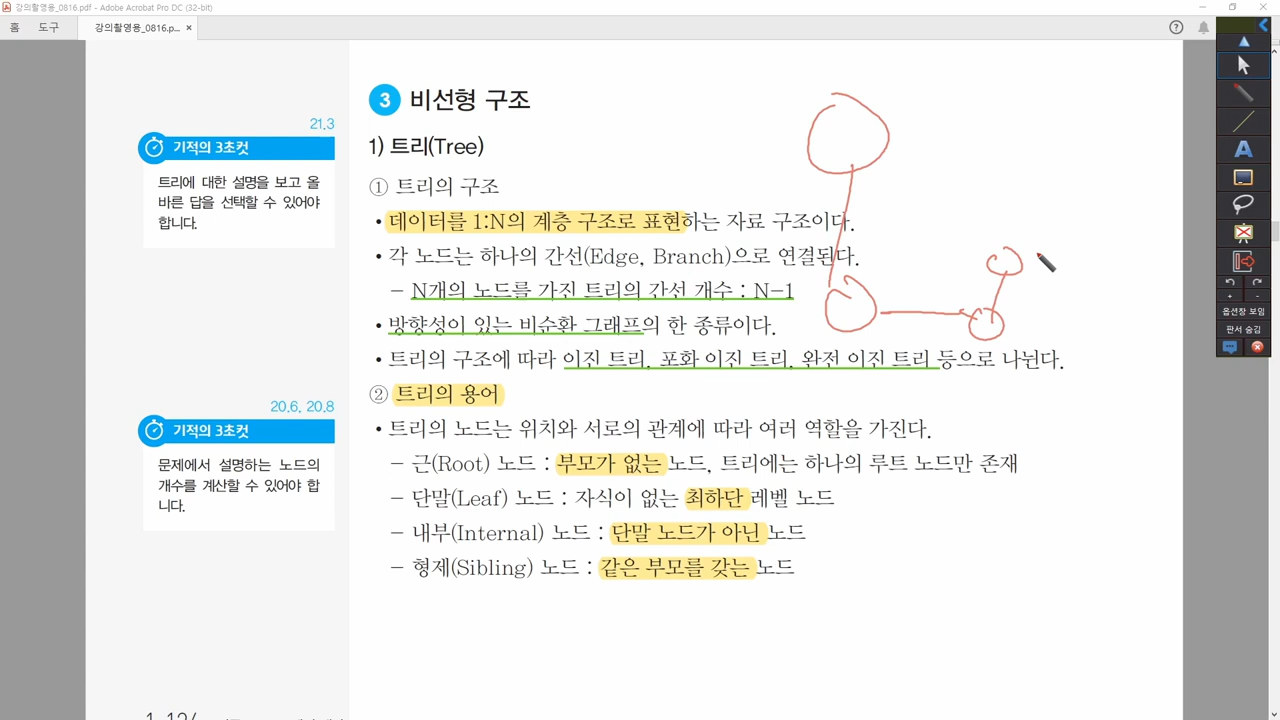 강의촬영용_0816.pdf - Adobe Acrobat Pro DC (32-bit)
홈 도구 강의촬영용_0816.p... ×
3 비선형 구조
21.3
기적의 3초컷
트리에 대한 설명을 보고 올
바른 답을 선택할 수 있어야
합니다.
1) 트리(Tree)
① 트리의 구조
• 데이터를 1:N의 계층 구조로 표현하는 자료 구조이다.
• 각 노드는 하나의 간선(Edge, Branch)으로 연결된다.
– N개의 노드를 가진 트리의 간선 개수 : N-1
• 방향성이 있는 비순환 그래프의 한 종류이다.
• 트리의 구조에 따라 이진 트리, 포화 이진 트리, 완전 이진 트리 등으로 나뉜다.
② 트리의 용어
20.6, 20.8
기적의 3초컷
문제에서 설명하는 노드의
개수를 계산할 수 있어야 합
니다.
• 트리의 노드는 위치와 서로의 관계에 따라 여러 역할을 가진다.
– 근(Root) 노드 : 부모가 없는 노드, 트리에는 하나의 루트 노드만 존재
– 단말(Leaf) 노드 : 자식이 없는 최하단 레벨 노드
– 내부(Internal) 노드 : 단말 노드가 아닌 노드
– 형제(Sibling) 노드 : 같은 부모를 갖는 노드
옵션창 보임
판서 숨김